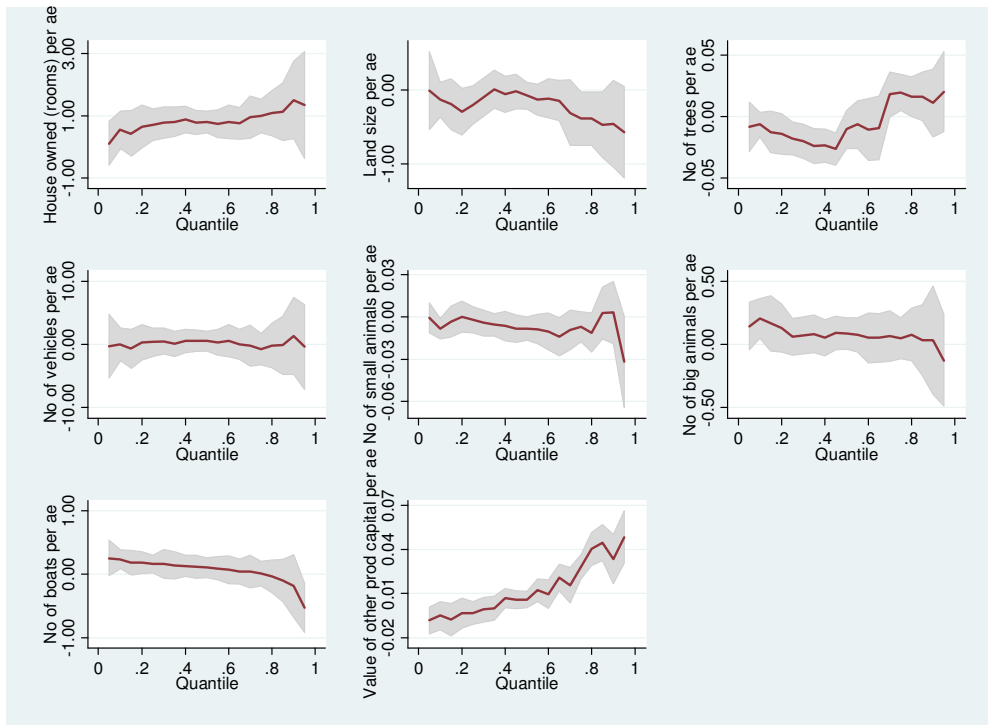 House owned (rooms) per ae
-1.00 1.00 3.00
0 .2 .4 .6 .8 1
Quantile
Land size per ae
-1.00 0.00
0 .2 .4 .6 .8 1
Quantile
No of trees per ae
-0.05 0.00 0.05
0 .2 .4 .6 .8 1
Quantile
No of vehicles per ae
-10.00 0.00 10.00
0 .2 .4 .6 .8 1
Quantile
No of small animals per ae
-0.06 -0.03 0.00 0.03
0 .2 .4 .6 .8 1
Quantile
No of big animals per ae
-0.50 0.00 0.50
0 .2 .4 .6 .8 1
Quantile
No of boats per ae
-1.00 0.00 1.00
0 .2 .4 .6 .8 1
Quantile
Value of other prod capital per ae
-0.02 0.01 0.04 0.07
0 .2 .4 .6 .8 1
Quantile